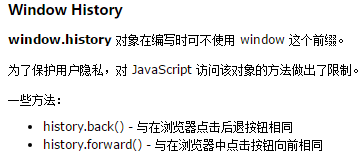 Window History
window.history 对象在编写时可不使用 window 这个前缀。
为了保护用户隐私，对 JavaScript 访问该对象的方法做出了限制。
一些方法：
• history.back() - 与在浏览器点击后退按钮相同
• history.forward() - 与在浏览器中点击按钮向前相同